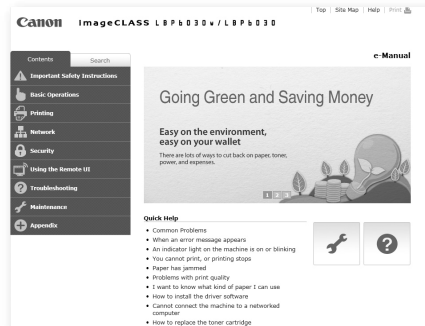 Top | Site Map | Help | Print
Canon imageCLASS LBP6030w/LBP6030
e-Manual
Contents
Search
Important Safety Instructions
Basic Operations
Printing
Network
Security
Using the Remote UI
Troubleshooting
Maintenance
Appendix
Going Green and Saving Money
Easy on the environment,
easy on your wallet
There are lots of ways to cut back on paper, toner,
power, and expenses.
1 2 3
Quick Help
• Common Problems
• When an error message appears
• An indicator light on the machine is on or blinking
• You cannot print, or printing stops
• Paper has jammed
• Problems with print quality
• I want to know what kind of paper I can use
• How to install the driver software
• Cannot connect the machine to a networked
computer
• How to replace the toner cartridge